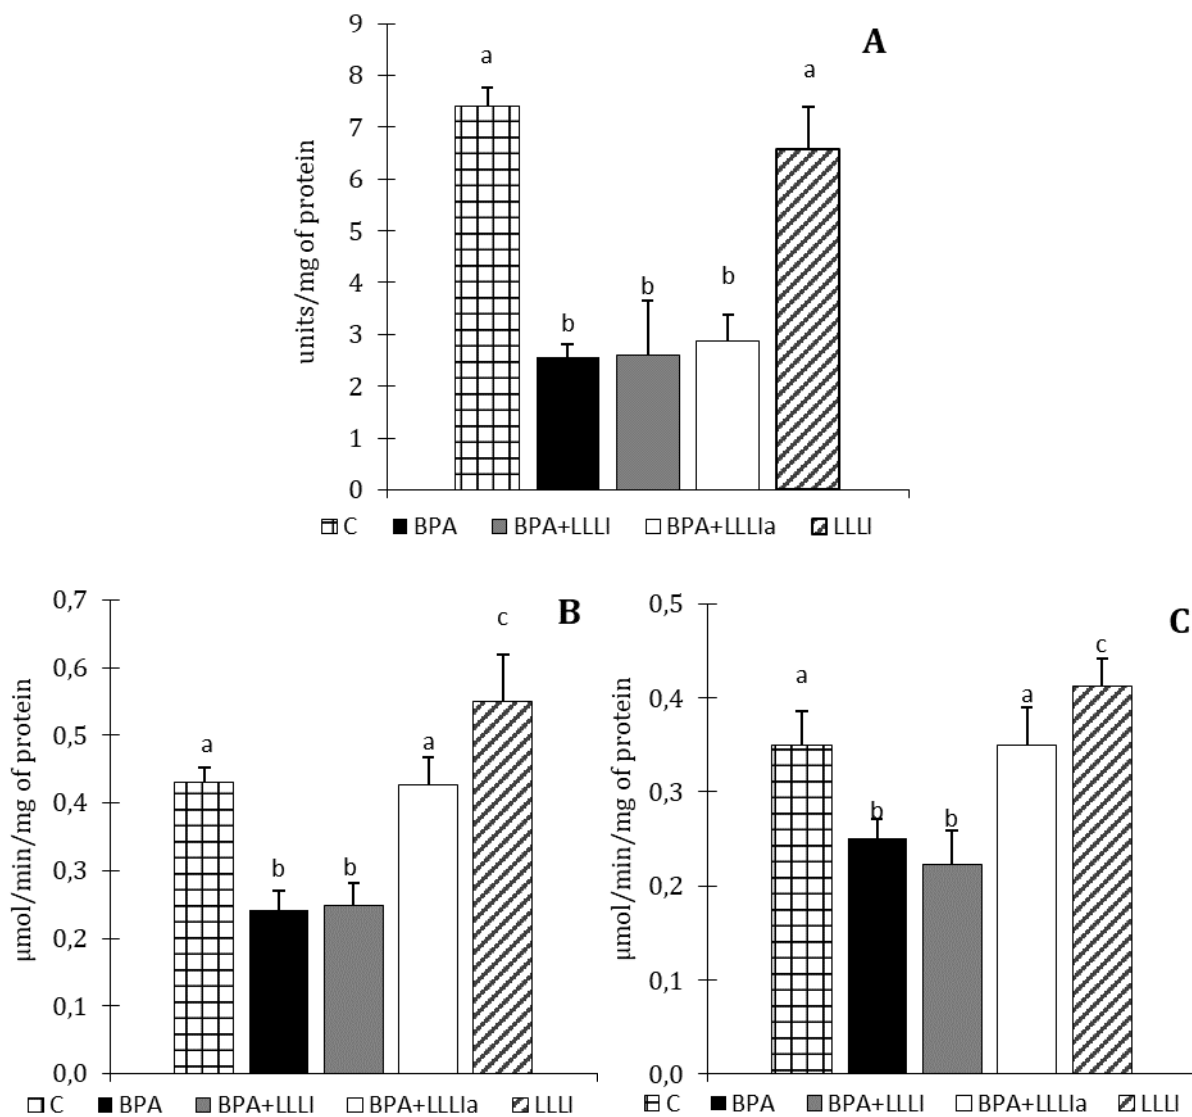 A
units/mg of protein
9
8
7
6
5
4
3
2
1
0
a
b
b
b
a
C BPA BPA+LLLI BPA+LLLIa LLLI
B
µmol/min/mg of protein
0,7
0,6
0,5
0,4
0,3
0,2
0,1
0,0
a
b
b
a
c
C BPA BPA+LLLI BPA+LLLIa LLLI
C
µmol/min/mg of protein
0,5
0,4
0,3
0,2
0,1
0,0
a
b
b
a
c
C BPA BPA+LLLI BPA+LLLIa LLLI